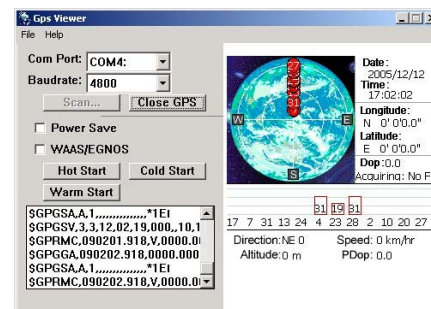 Gps Viewer
File Help
Com Port: COM4:
Baudrate: 4800
Scan... Close GPS
Power Save
WAAS/EGNOS
Hot Start Cold Start
Warm Start
$GPGSA,A,1,,,,,,,,,,,,,,,*1E
$GPGSV,3,3,12,02,19,000,,10,1
$GPRMC,090201.918,V,0000.0
$GPGGA,090202.918,0000.000
$GPGSA,A,1,,,,,,,,,,,,,,,*1E
$GPRMC,090202.918,V,0000.0
27
31
W E
S
Date:
2005/12/12
Time:
17:02:02
Longitude:
N 0' 0'0.0"
Latitude:
E 0' 0'0.0"
Dop:0.0
Acquiring: No F
31 19 31
17 7 31 13 24 4 23 28 2 10 20 27
Direction:NE 0 Speed: 0 km/hr
Altitude:0 m PDop: 0.0